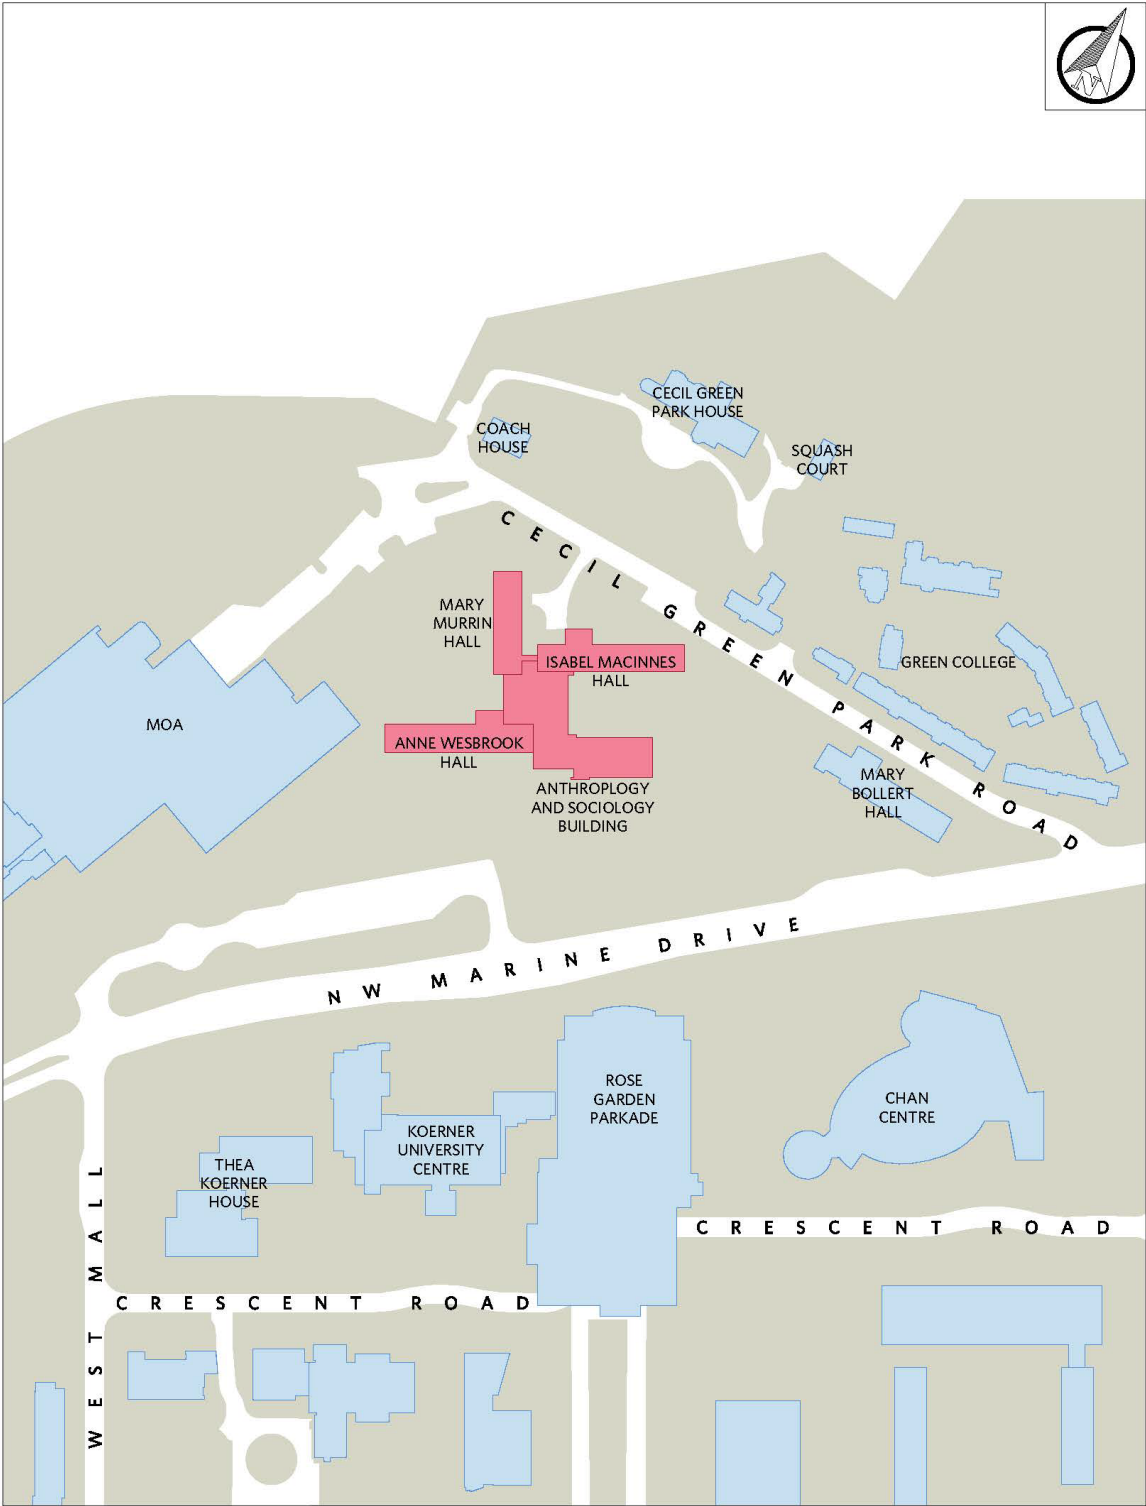 N
CECIL GREEN
PARK HOUSE
COACH
HOUSE
SQUASH
COURT
CECIL GREEN PARK ROAD
MARY
MURRIN
HALL
ISABEL MACINNES
HALL
GREEN COLLEGE
MOA
ANNE WESBROOK
HALL
MARY
BOLLERT
HALL
ANTHROPLOGY
AND SOCIOLOGY
BUILDING
NW MARINE DRIVE
ROSE
GARDEN
PARKADE
CHAN
CENTRE
KOERNER
UNIVERSITY
CENTRE
THEA
KOERNER
HOUSE
CRESCENT ROAD
CRESCENT ROAD
WEST MALL